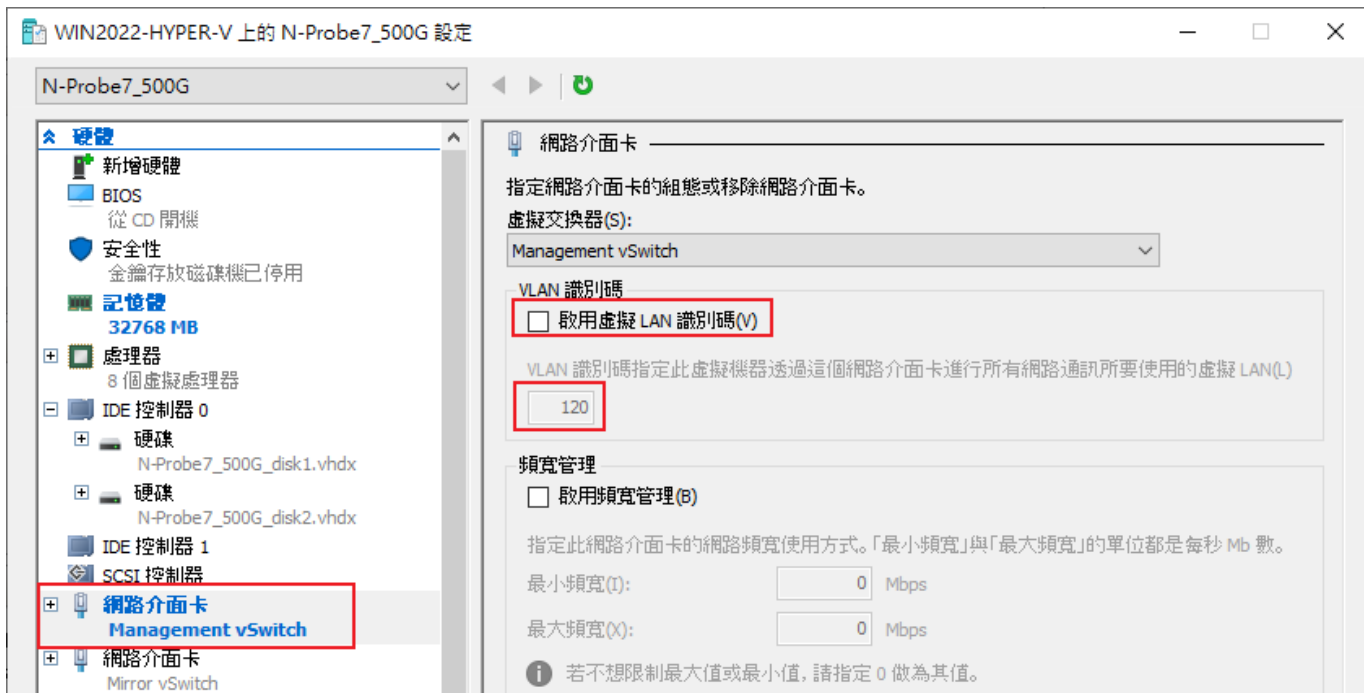 WIN2022-HYPER-V 上的 N-Probe7_500G 設定
N-Probe7_500G
硬體
新增硬體
BIOS
從 CD 開機
安全性
金鑰存放磁碟機已停用
記憶體
32768 MB
處理器
8 個虛擬處理器
IDE 控制器 0
硬碟
N-Probe7_500G_disk1.vhdx
硬碟
N-Probe7_500G_disk2.vhdx
IDE 控制器 1
SCSI 控制器
網路介面卡
Management vSwitch
網路介面卡
Mirror vSwitch
網路介面卡
指定網路介面卡的組態或移除網路介面卡。
虛擬交換器(S):
Management vSwitch
VLAN 識別碼
啟用虛擬 LAN 識別碼(V)
VLAN 識別碼指定此虛擬機器透過這個網路介面卡進行所有網路通訊所要使用的虛擬 LAN(L)
120
頻寬管理
啟用頻寬管理(B)
指定此網路介面卡的網路頻寬使用方式。「最小頻寬」與「最大頻寬」的單位都是每秒 Mb 數。
最小頻寬(I): 0 Mbps
最大頻寬(X): 0 Mbps
若不想限制最大值或最小值, 請指定 0 做為其值。